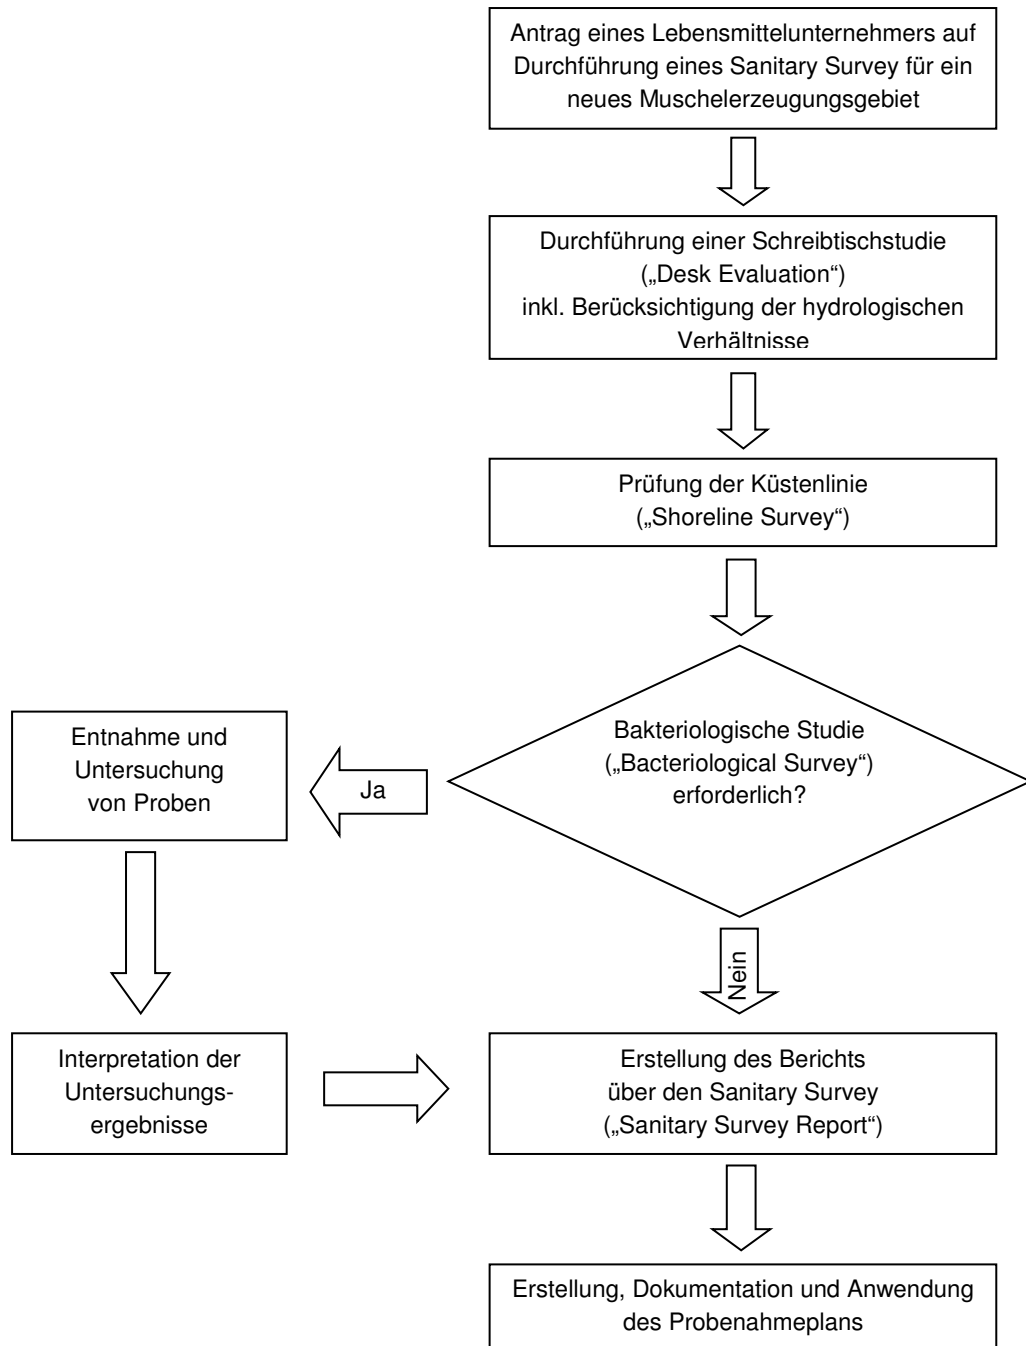 Antrag eines Lebensmittelunternehmers auf
Durchführung eines Sanitary Survey für ein
neues Muschelerzeugungsgebiet
Durchführung einer Schreibtischstudie
(„Desk Evaluation“)
inkl. Berücksichtigung der hydrologischen
Verhältnisse
Prüfung der Küstenlinie
(„Shoreline Survey“)
Bakteriologische Studie
(„Bacteriological Survey“)
erforderlich?
Ja
Entnahme und
Untersuchung
von Proben
Nein
Interpretation der
Untersuchungs-
ergebnisse
Erstellung des Berichts
über den Sanitary Survey
(„Sanitary Survey Report“)
Erstellung, Dokumentation und Anwendung
des Probenahmeplans